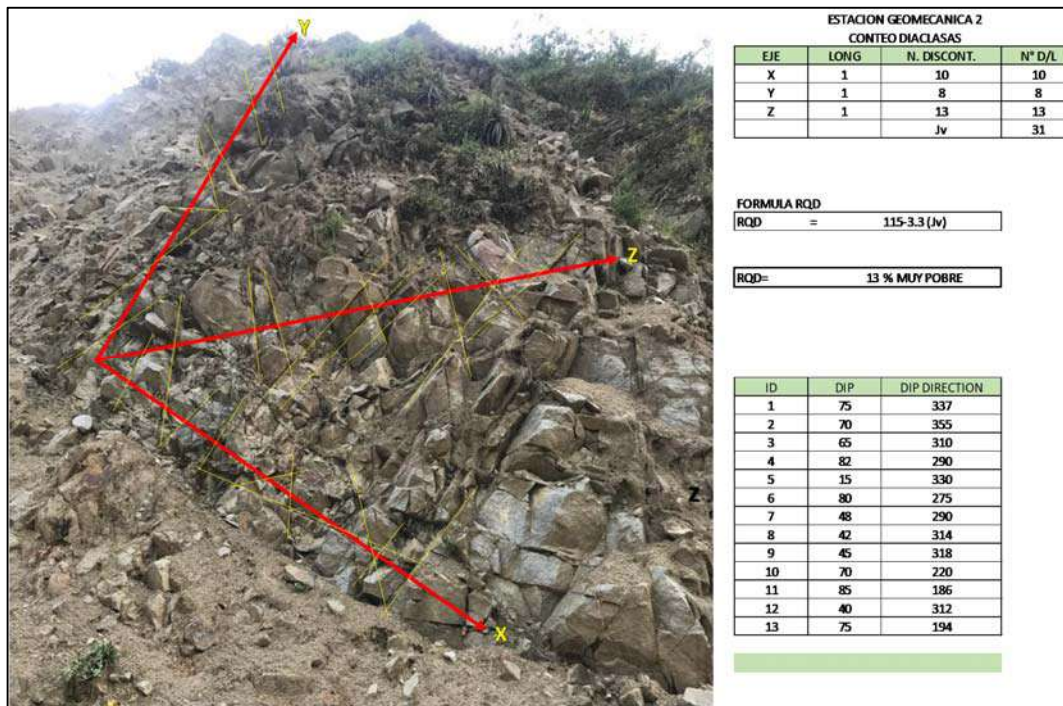 Y
Z
X
Z
ESTACION GEOMECANICA 2
CONTEO DIACLASAS
EJE LONG N. DISCONT. N° D/L
X 1 10 10
Y 1 8 8
Z 1 13 13
Jv 31
FORMULA RQD
RQD = 115-3.3 (Jv)
RQD= 13 % MUY POBRE
ID DIP DIP DIRECTION
1 75 337
2 70 355
3 65 310
4 82 290
5 15 330
6 80 275
7 48 290
8 42 314
9 45 318
10 70 220
11 85 186
12 40 312
13 75 194